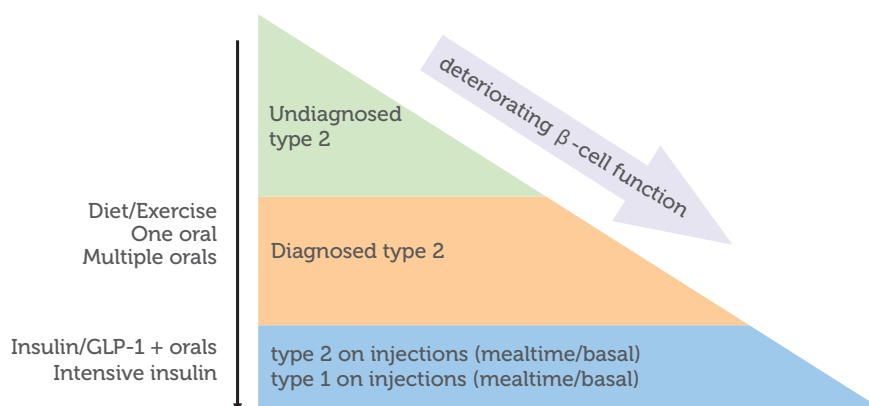 deteriorating β-cell function
Undiagnosed
type 2
Diet/Exercise
One oral
Multiple orals
Diagnosed type 2
Insulin/GLP-1 + orals
Intensive insulin
type 2 on injections (mealtime/basal)
type 1 on injections (mealtime/basal)